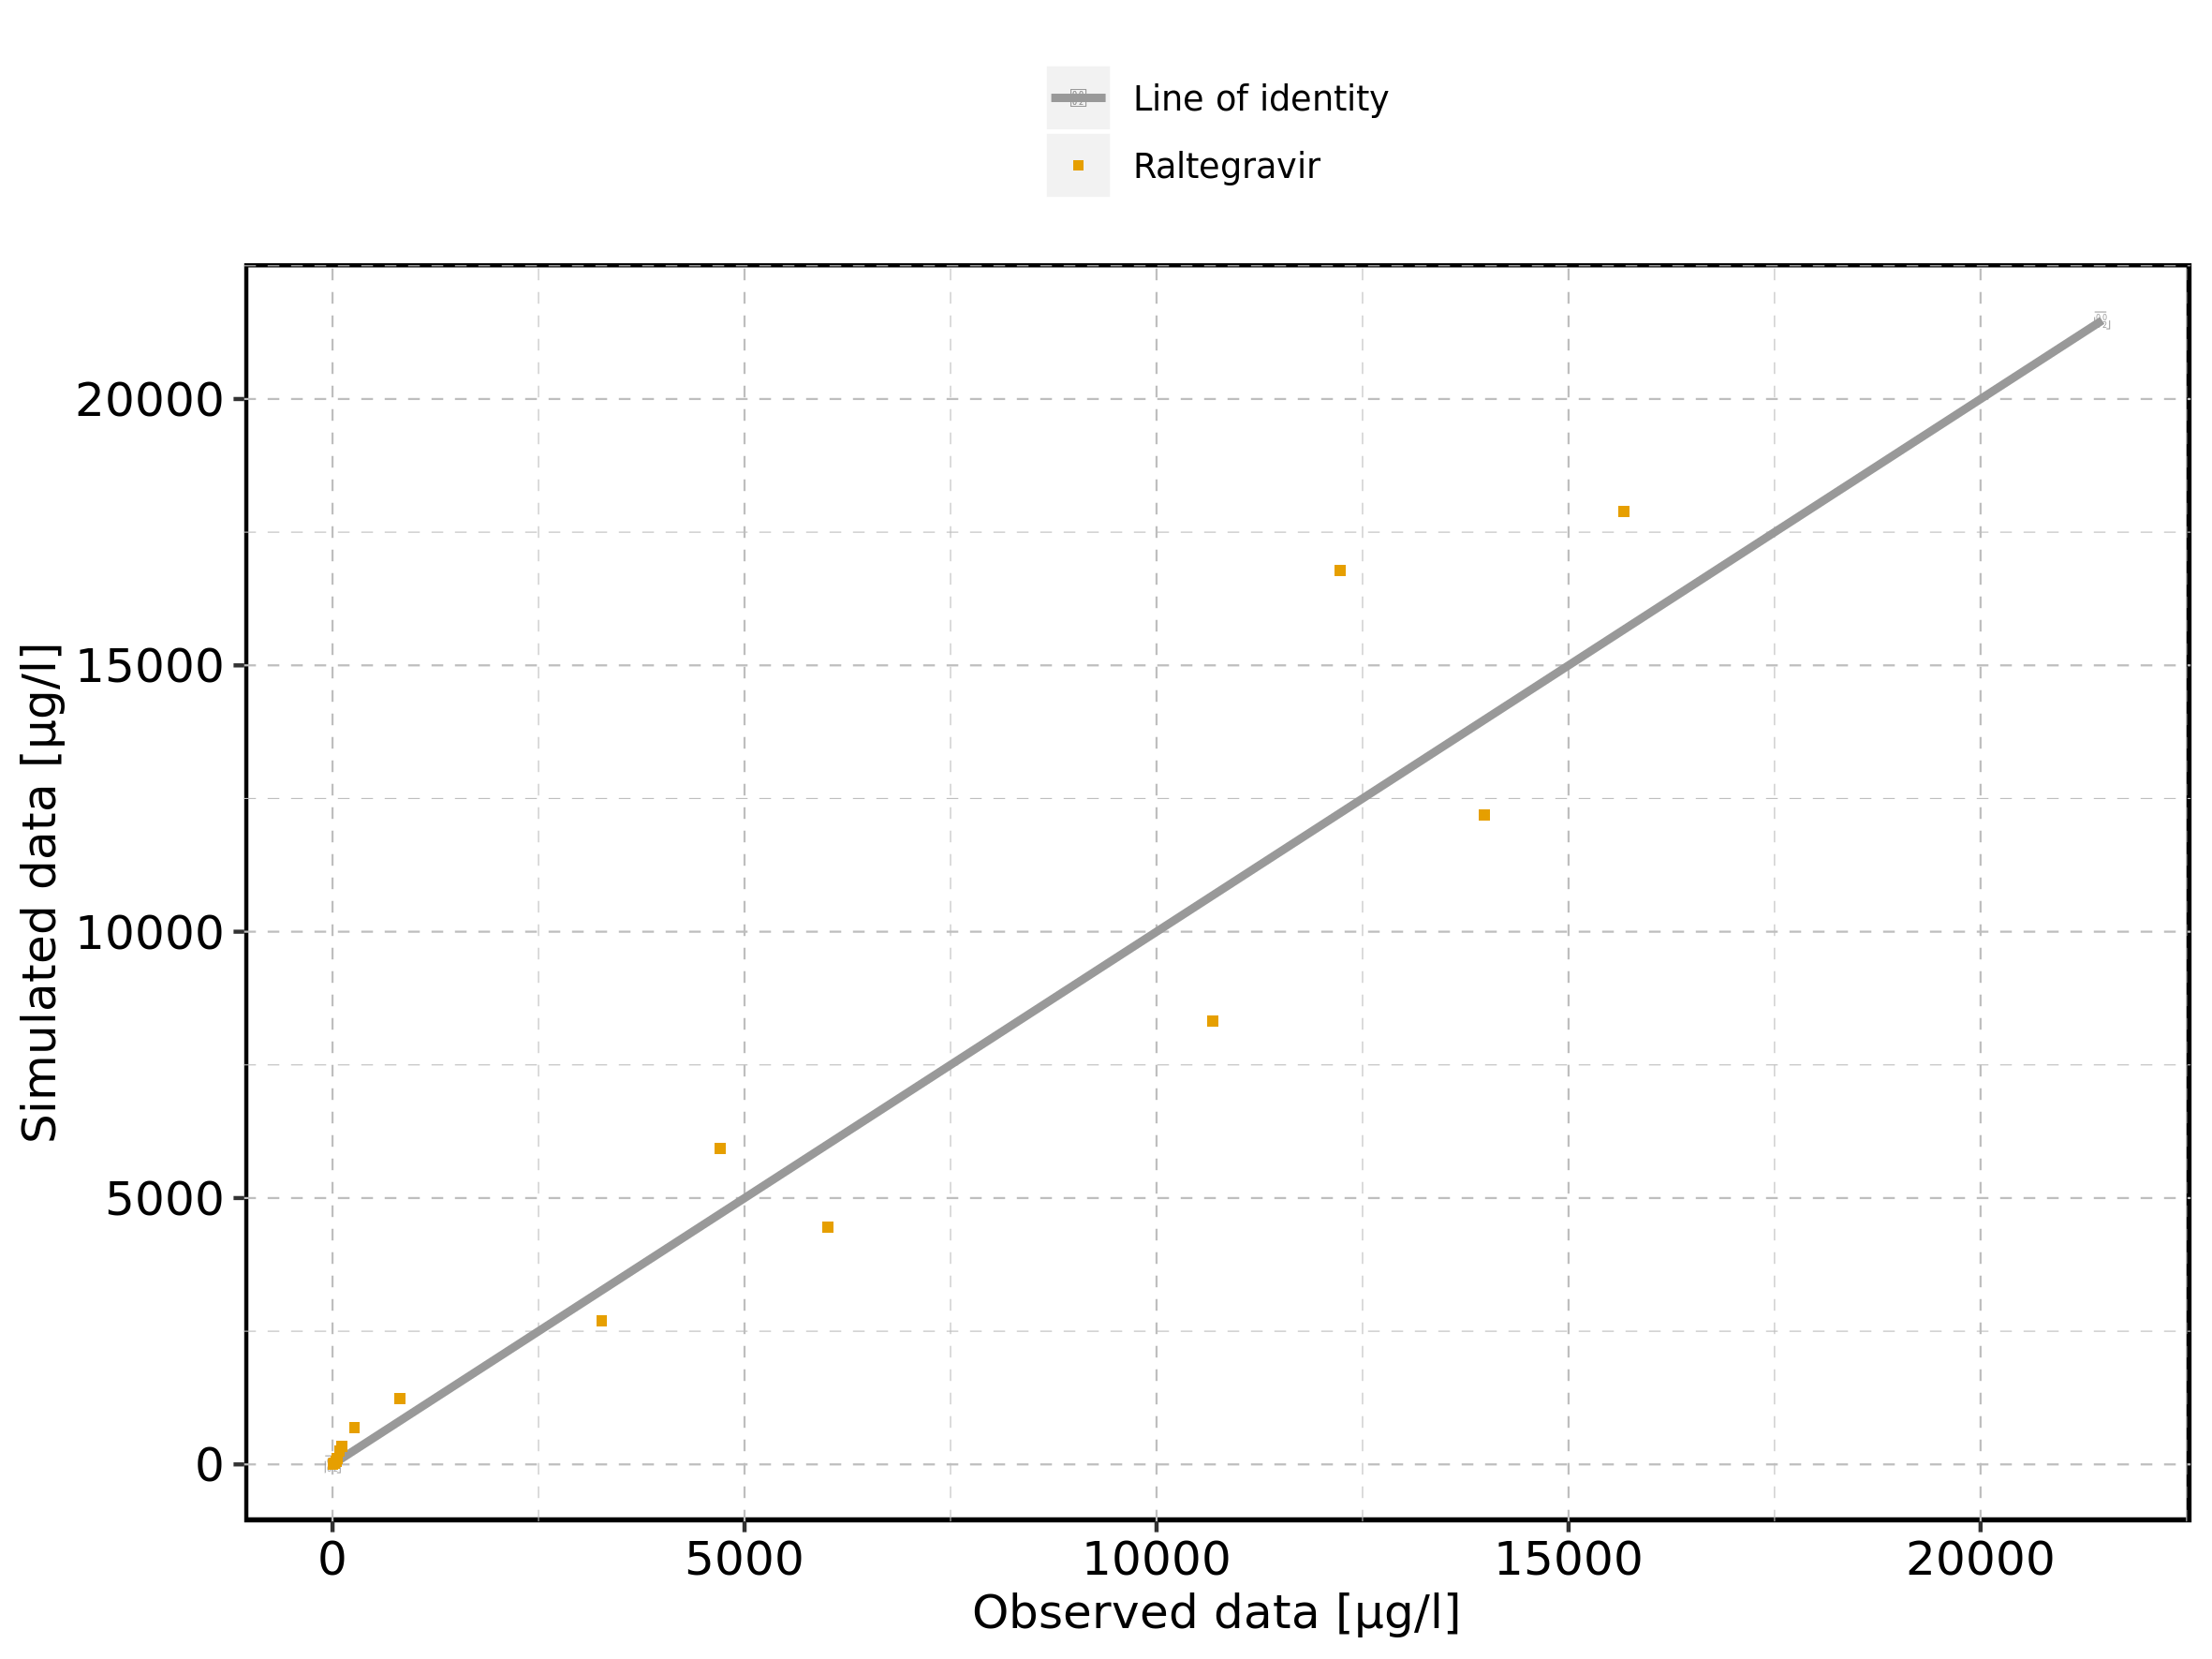 Line of identity
Raltegravir
20000
15000
10000
5000
0
Simulated data [µg/l]
0 5000 10000 15000 20000
Observed data [µg/l]